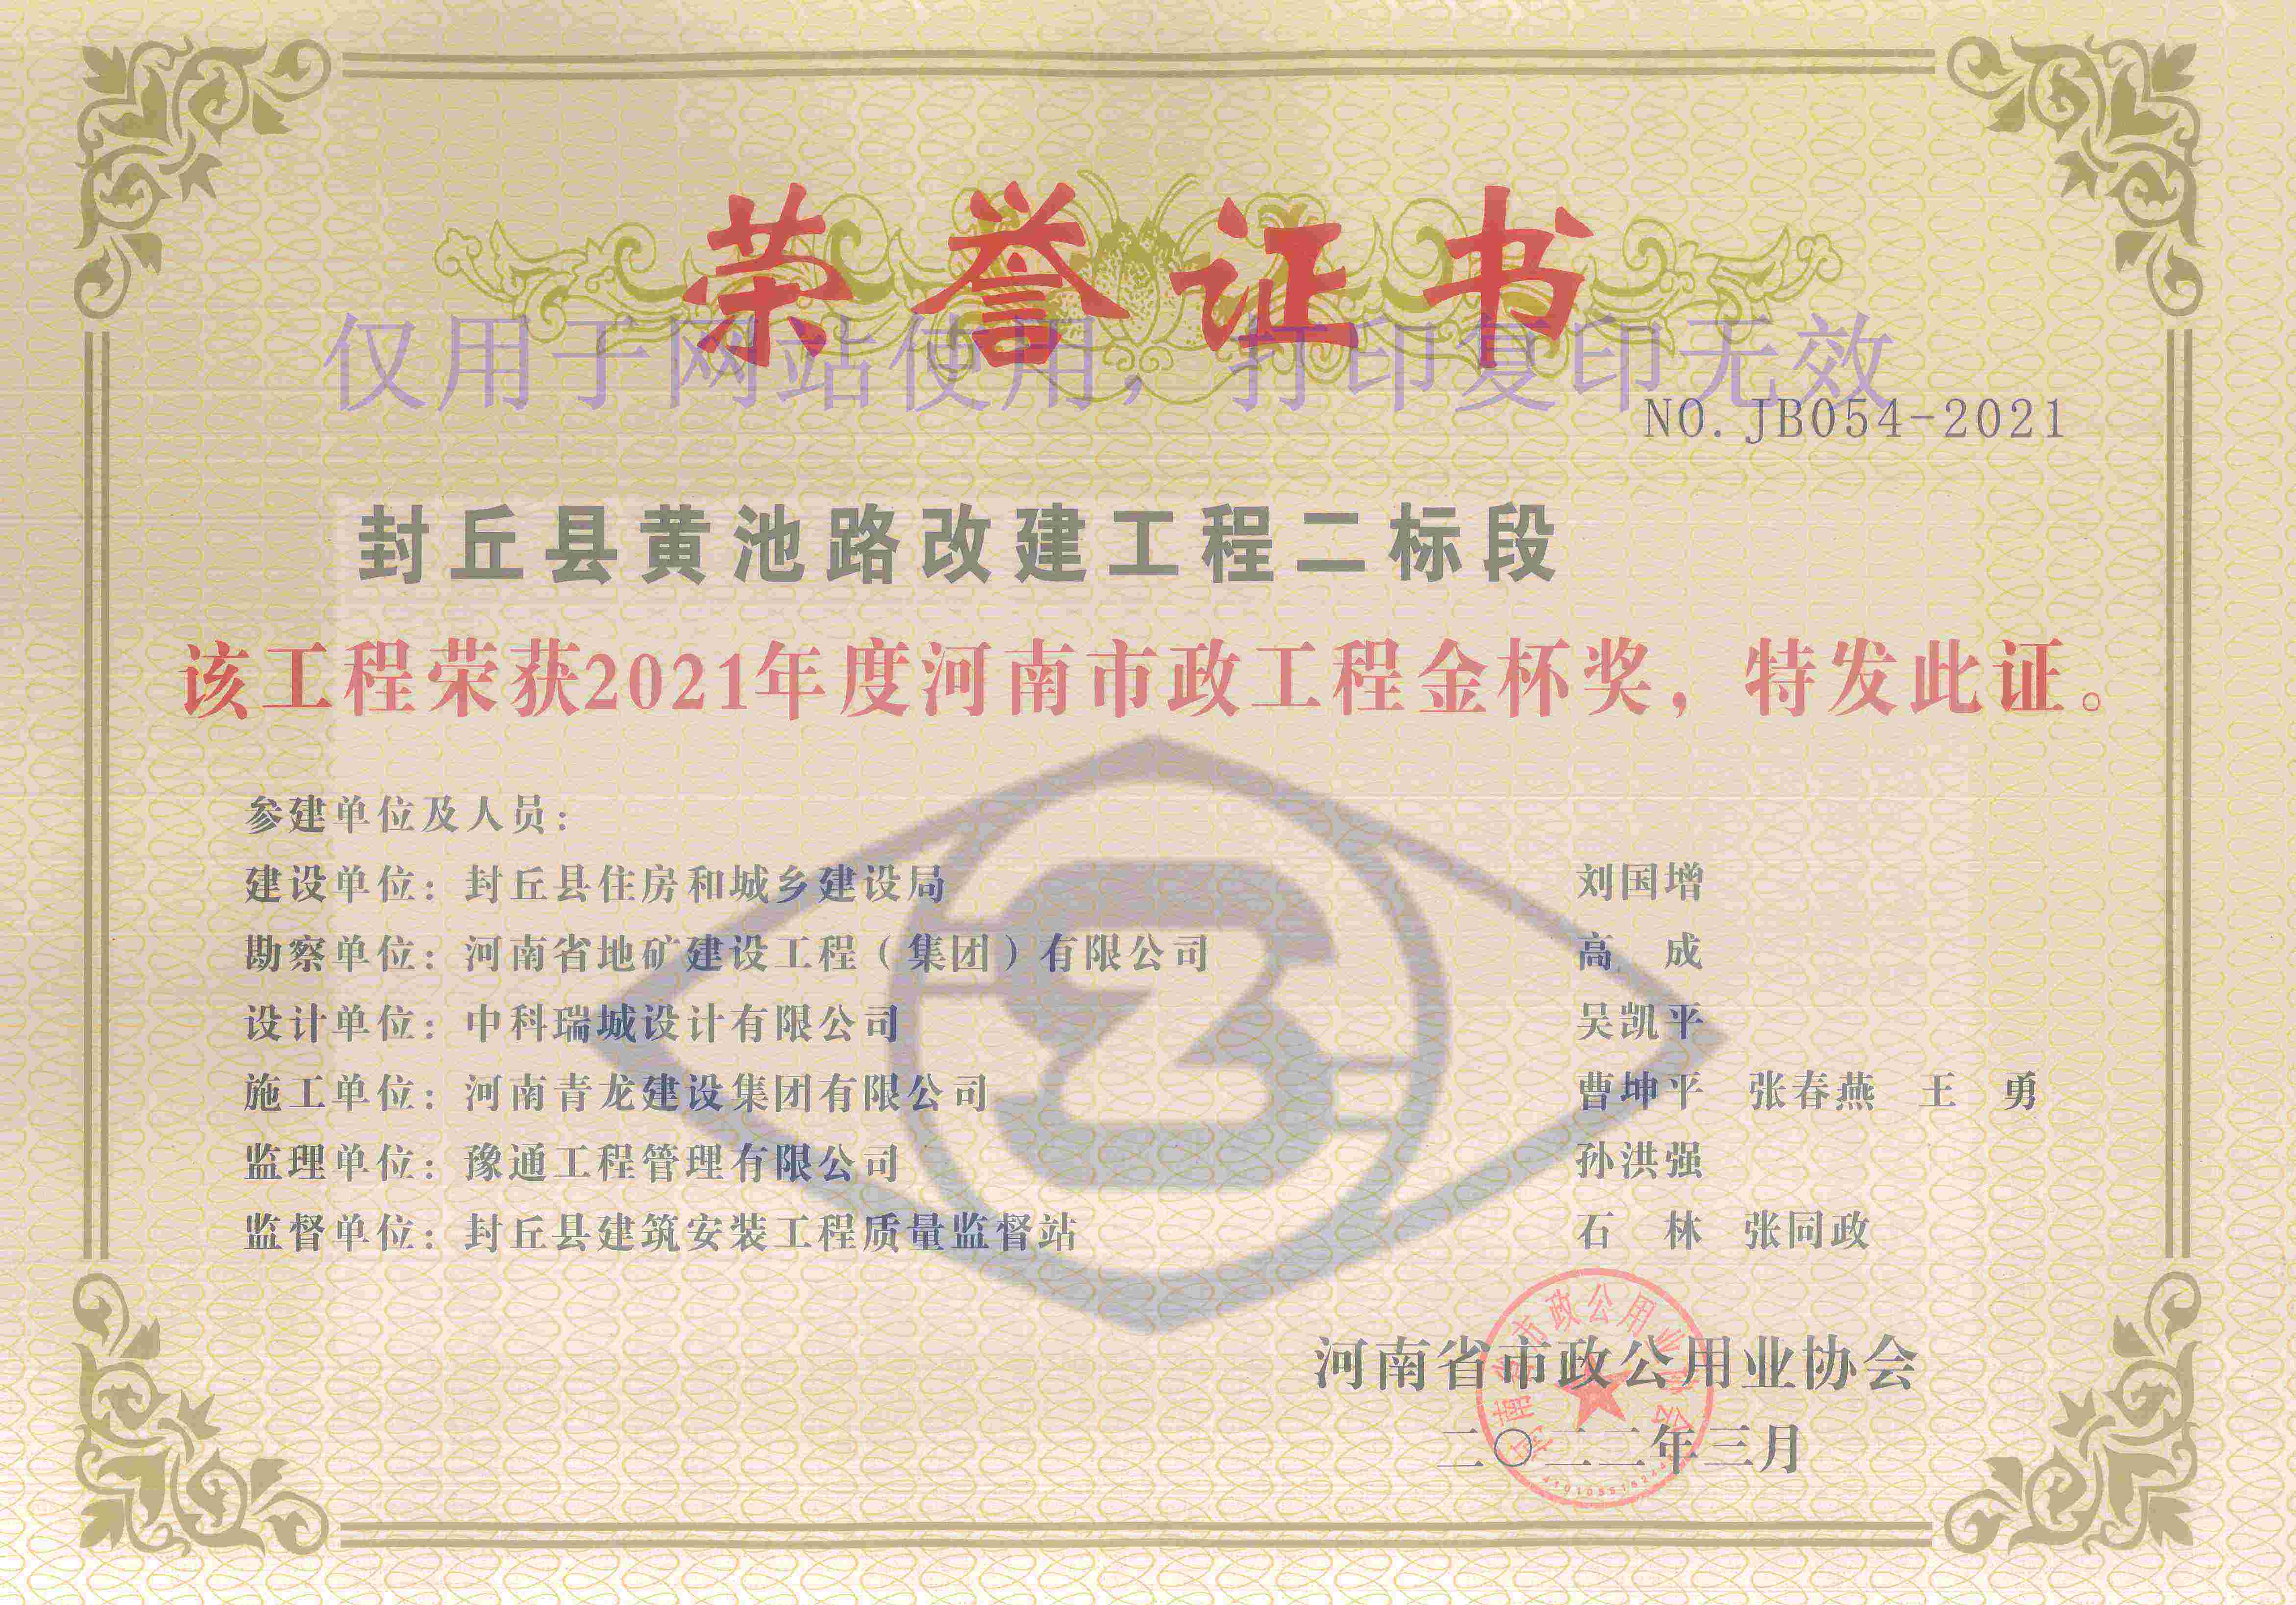 荣誉证书
仅用于网站使用，打印复印无效
NO. JB054-2021
封丘县黄池路改建工程二标段
该工程荣获2021年度河南市政工程金杯奖，特发此证。
参建单位及人员：
建设单位：封丘县住房和城乡建设局 刘国增
勘察单位：河南省地矿建设工程（集团）有限公司 高 成
设计单位：中科瑞城设计有限公司 吴凯平
施工单位：河南青龙建设集团有限公司 曹坤平 张春燕 王 勇
监理单位：豫通工程管理有限公司 孙洪强
监督单位：封丘县建筑安装工程质量监督站 石 林 张同政
河南省市政公用业协会
河南省市政公用业协会
二〇二二年三月